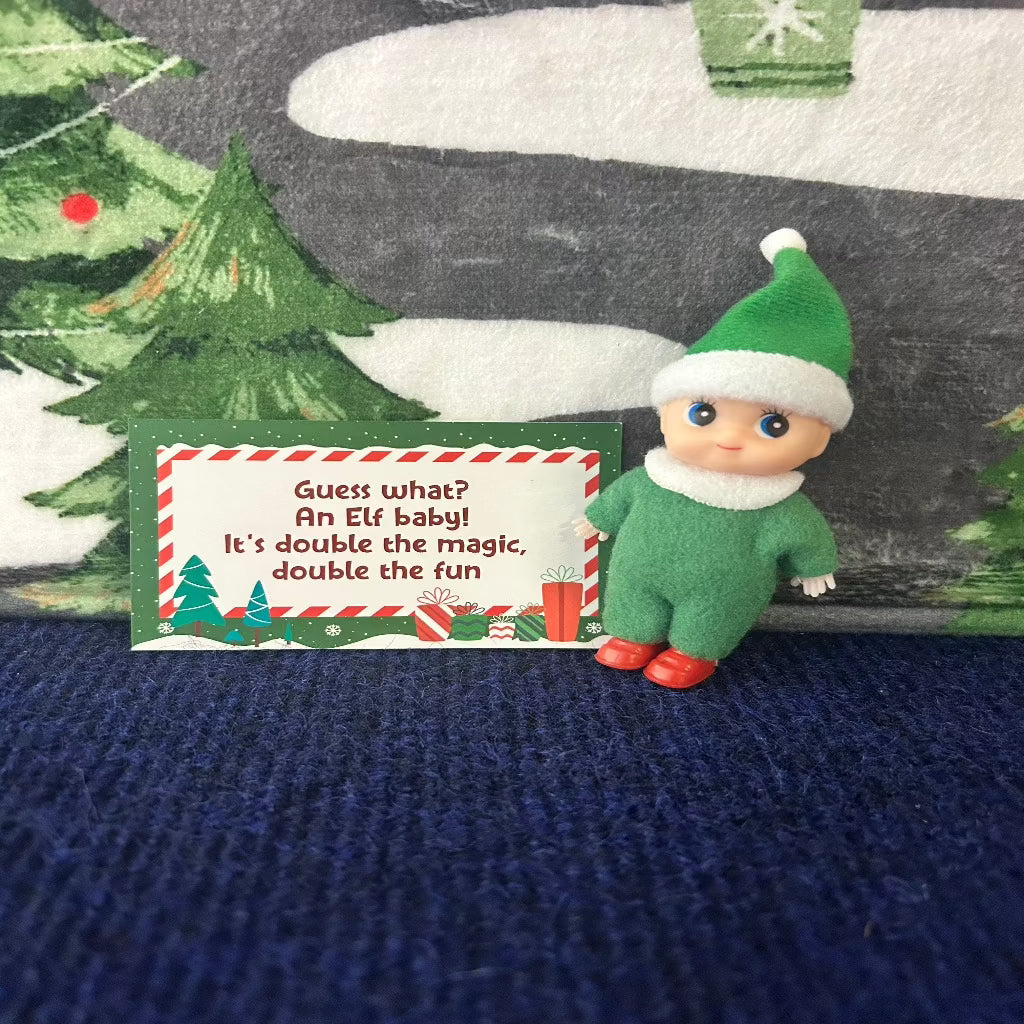 Guess what?
An Elf baby!
It's double the magic,
double the fun